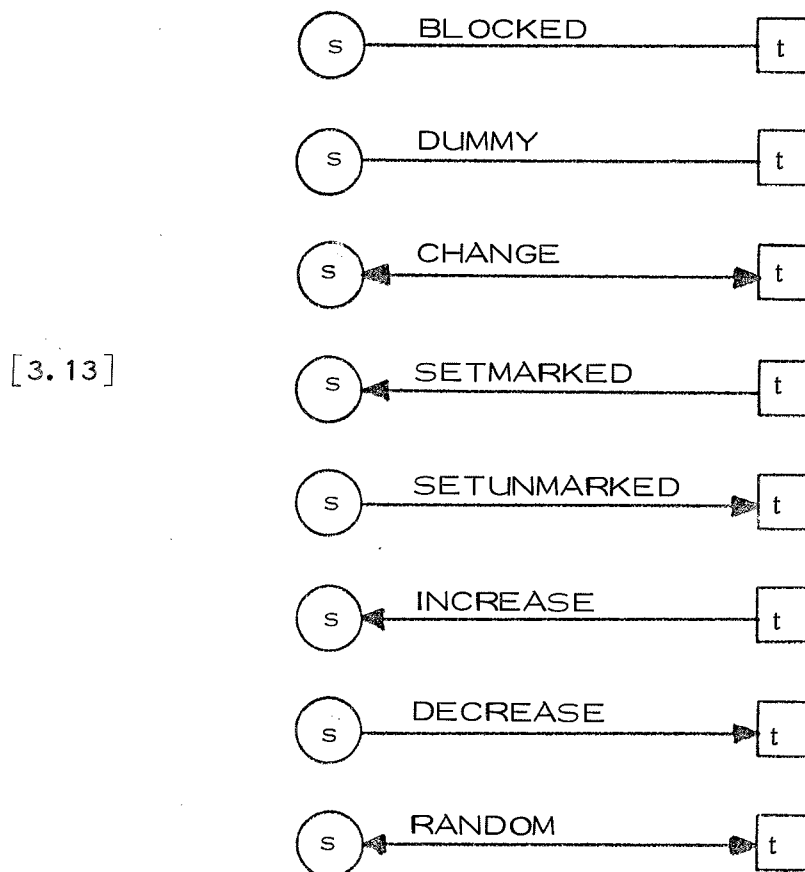 s BLOCKED t
s DUMMY t
s CHANGE t
[3.13]
s SETMARKED t
s SETUNMARKED t
s INCREASE t
s DECREASE t
s RANDOM t